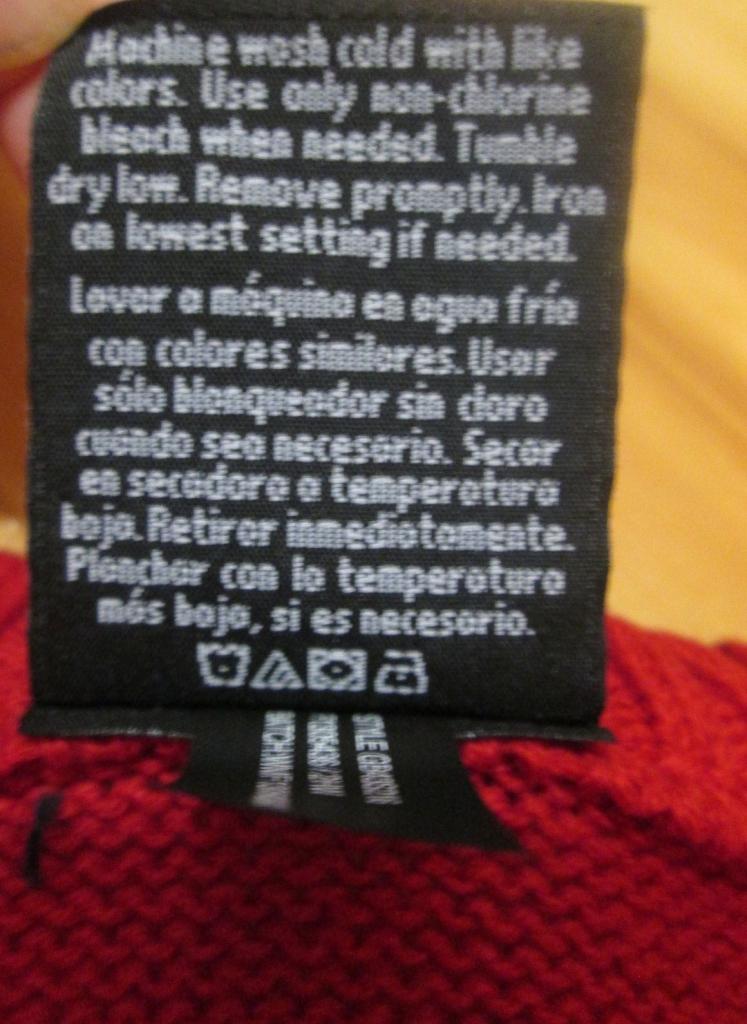 Machine wash cold with like
colors. Use only non-chlorine
bleach when needed. Tumble
dry low. Remove promptly. Iron
on lowest setting if needed.
Lavar a máquina en agua fría
con colores similares. Usar
sólo blanqueador sin cloro
cuando sea necesario. Secar
en secadora a temperatura
baja. Retirar inmediatamente.
Planchar con la temperatura
más baja, si es necesario.
STYLE